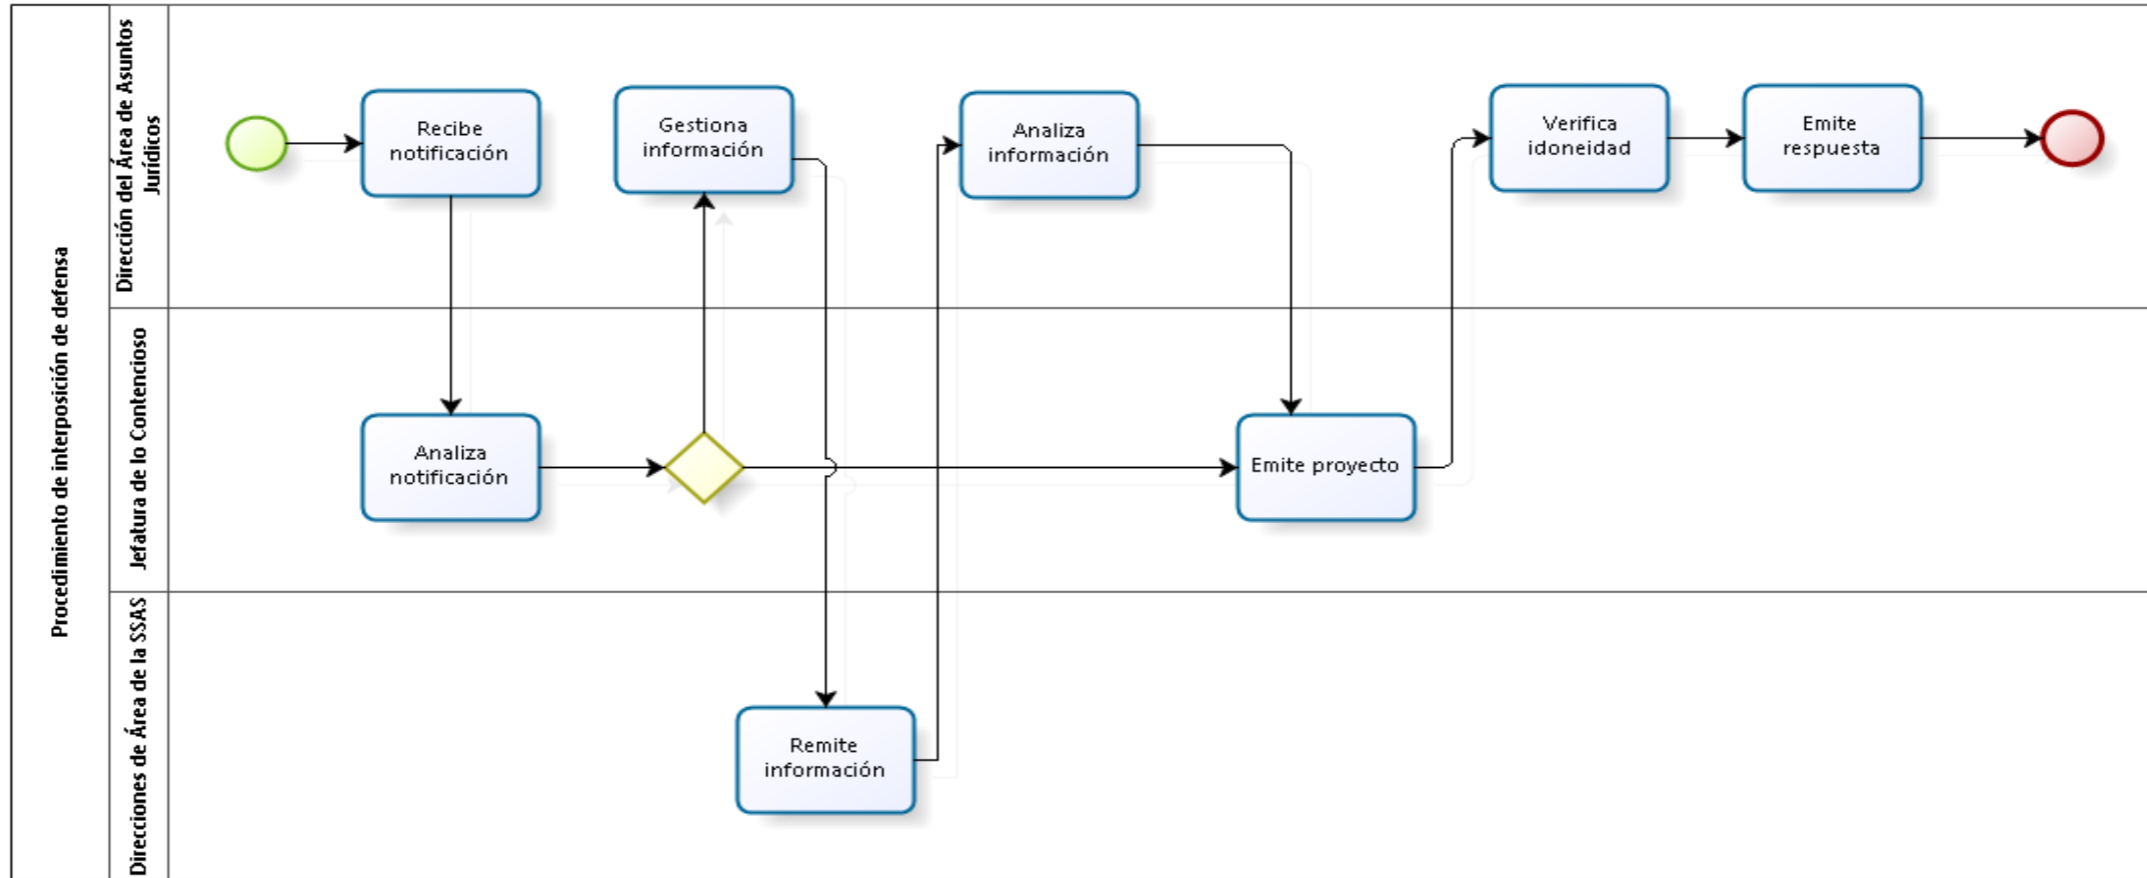 Procedimiento de interposición de defensa
Dirección del Área de Asuntos
Jurídicos
Recibe
notificación
Gestiona
información
Analiza
información
Verifica
idoneidad
Emite
respuesta
Jefatura de lo Contencioso
Analiza
notificación
Emite proyecto
Direcciones de Área de la SSAS
Remite
información